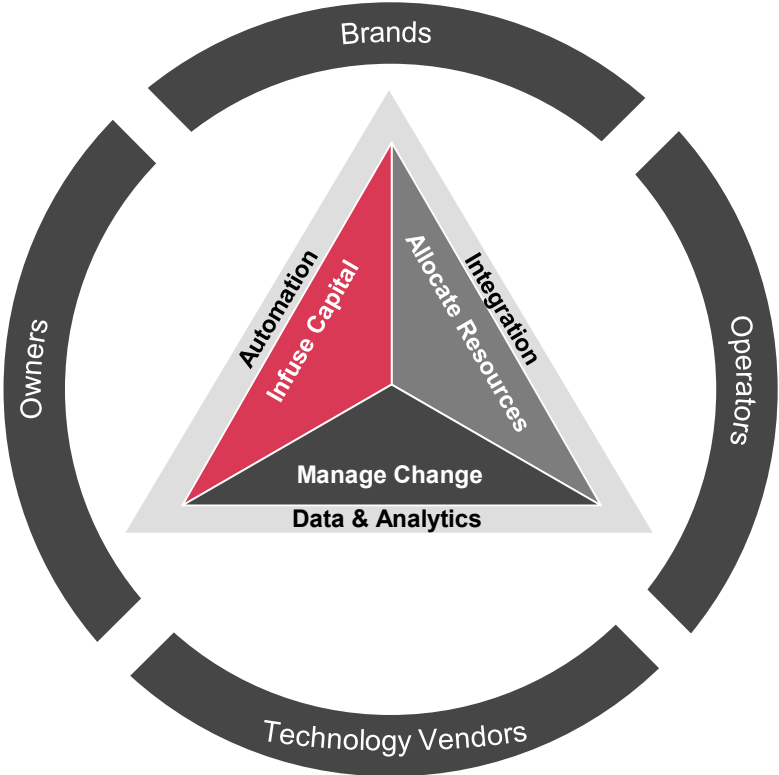 Brands
Owners
Automation
Infuse Capital
Allocate Resources
Integration
Operators
Manage Change
Data & Analytics
Technology Vendors